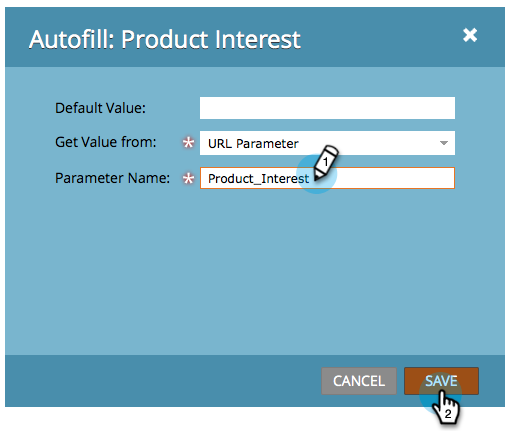 Autofill: Product Interest
Default Value:
Get Value from: * URL Parameter
Parameter Name: * Product_Interest
1
CANCEL SAVE
2